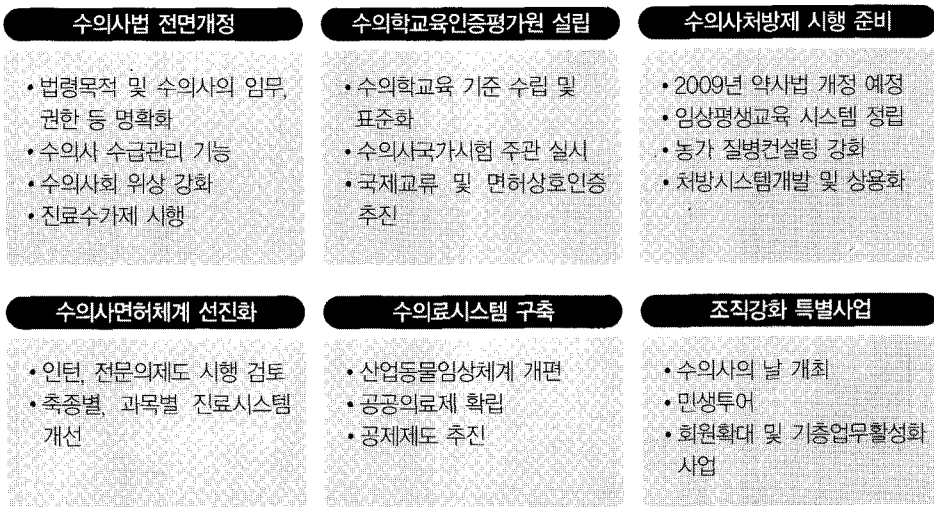 수의사법 전면개정
• 법령목적 및 수의사의 임무,
권한 등 명확화
• 수의사 수급관리 기능
• 수의사회 위상 강화
• 진료수가제 시행
수의학교육인증평가원 설립
• 수의학교육 기준 수립 및
표준화
• 수의사국가시험 주관 실시
• 국제교류 및 면허상호인증
추진
수의사처방제 시행 준비
• 2009년 약사법 개정 예정
• 임상평생교육 시스템 정립
• 농가 질병컨설팅 강화
• 처방시스템개발 및 상용화
수의사면허체계 선진화
• 인턴, 전문의제도 시행 검토
• 축종별, 과목별 진료시스템
개선
수의료시스템 구축
• 산업동물임상체계 개편
• 공공의료제 확립
• 공제제도 추진
조직강화 특별사업
• 수의사의 날 개최
• 민생투어
• 회원확대 및 기층업무활성화
사업